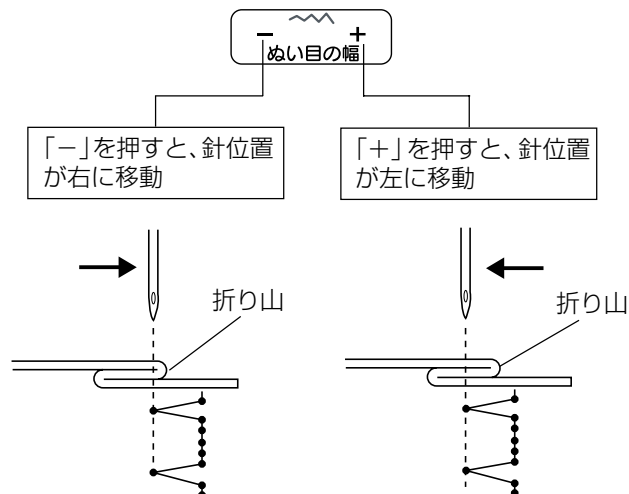 − +
ぬい目の幅
「−」を押すと、針位置
が右に移動
「+」を押すと、針位置
が左に移動
折り山
折り山